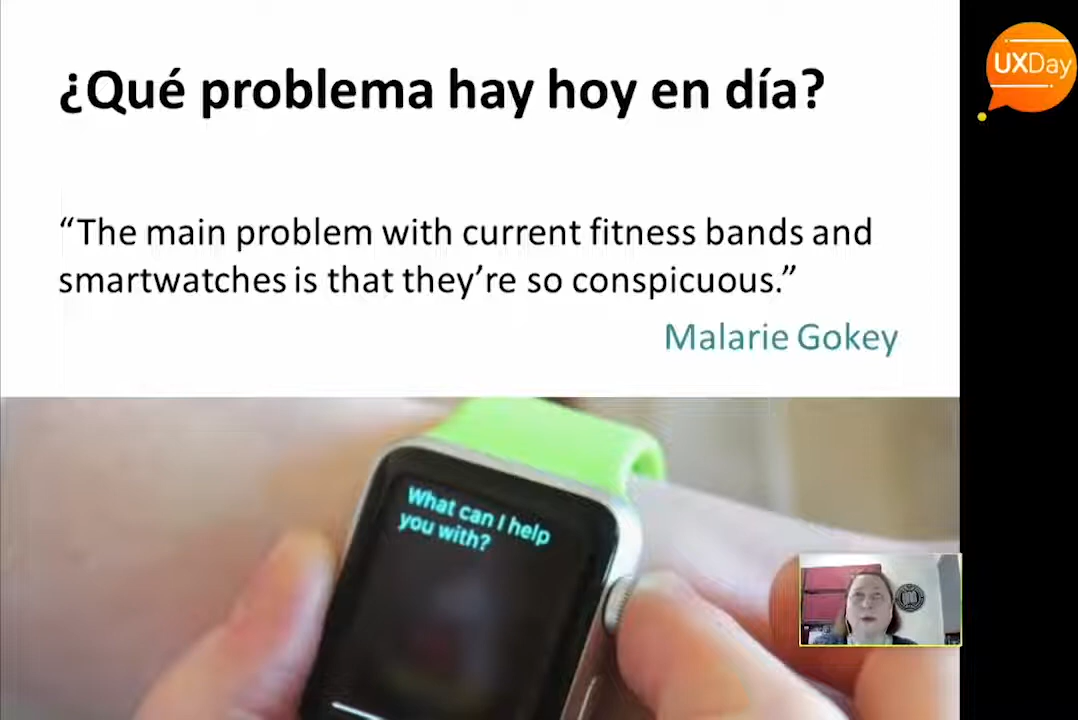 ¿Qué problema hay hoy en día?
UXDay
“The main problem with current fitness bands and
smartwatches is that they’re so conspicuous.”
Malarie Gokey
What can I help
you with?